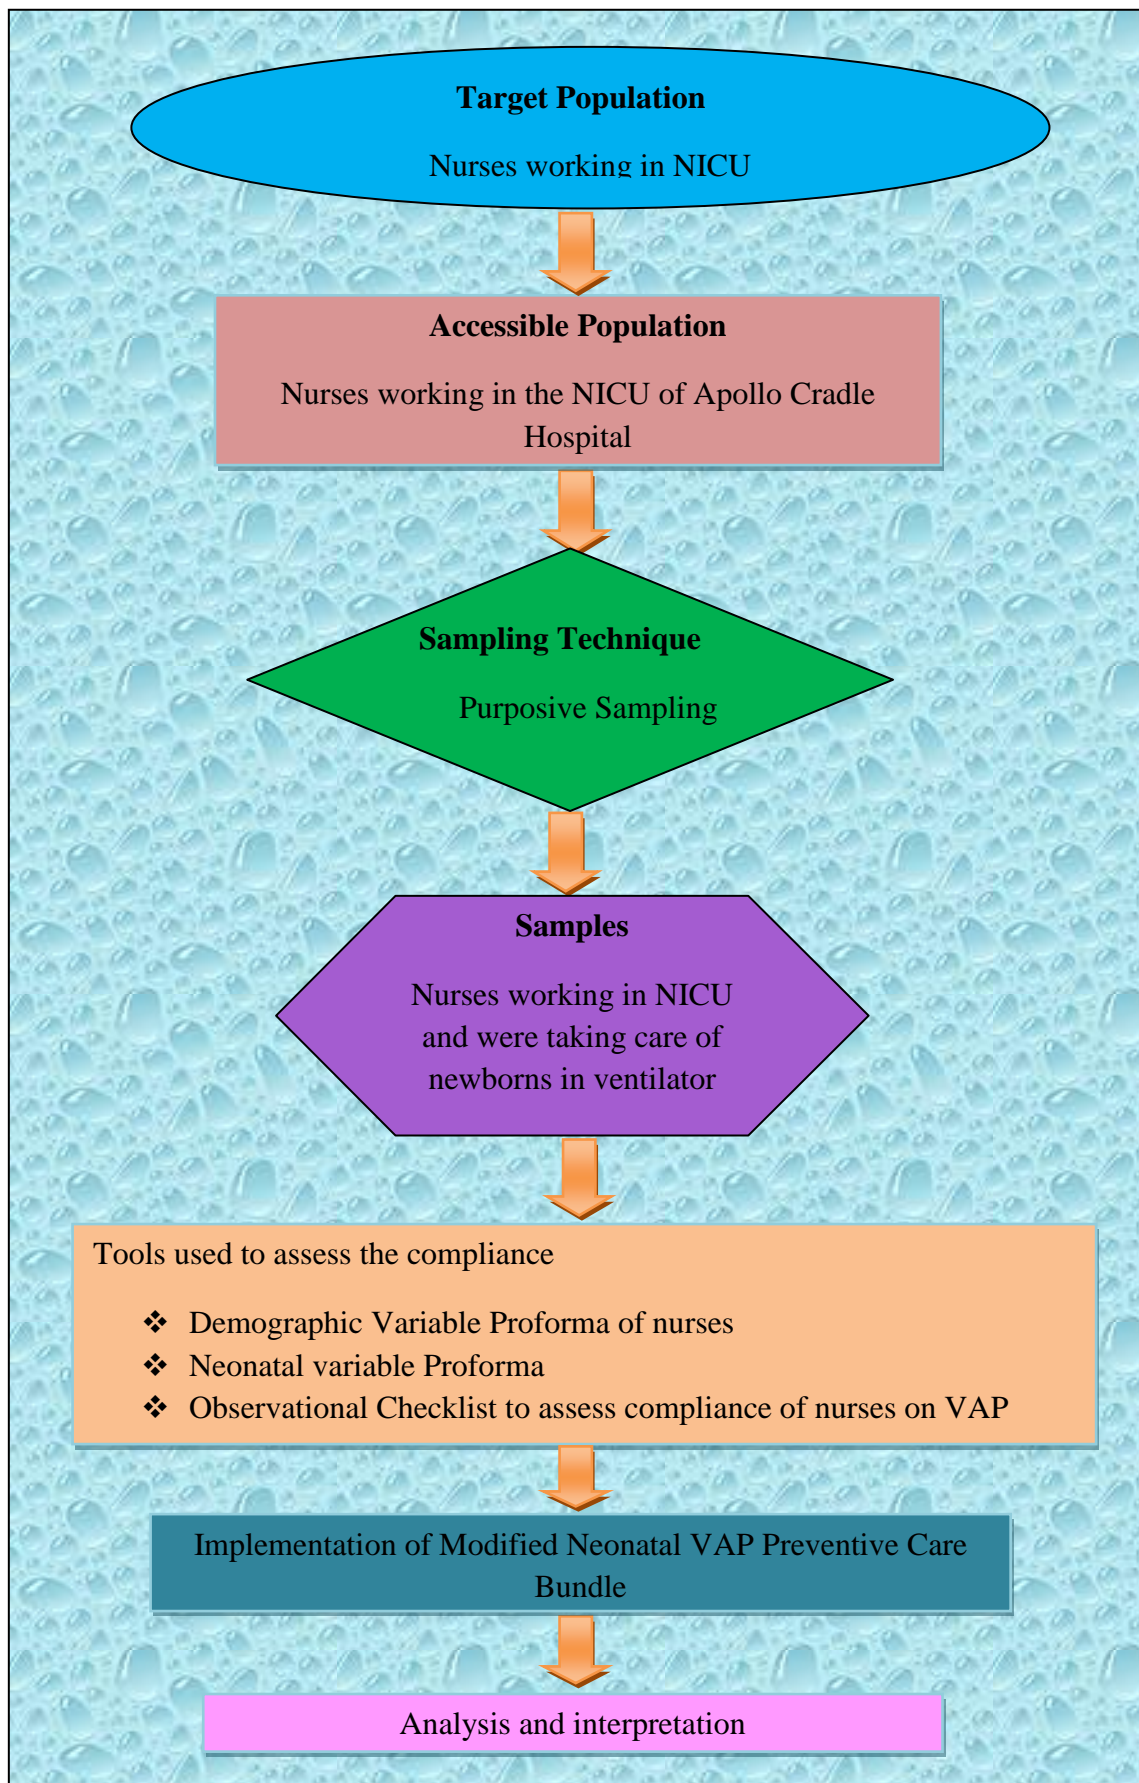 Target Population
Nurses working in NICU
Accessible Population
Nurses working in the NICU of Apollo Cradle
Hospital
Sampling Technique
Purposive Sampling
Samples
Nurses working in NICU
and were taking care of
newborns in ventilator
Tools used to assess the compliance
❖ Demographic Variable Proforma of nurses
❖ Neonatal variable Proforma
❖ Observational Checklist to assess compliance of nurses on VAP
Implementation of Modified Neonatal VAP Preventive Care
Bundle
Analysis and interpretation